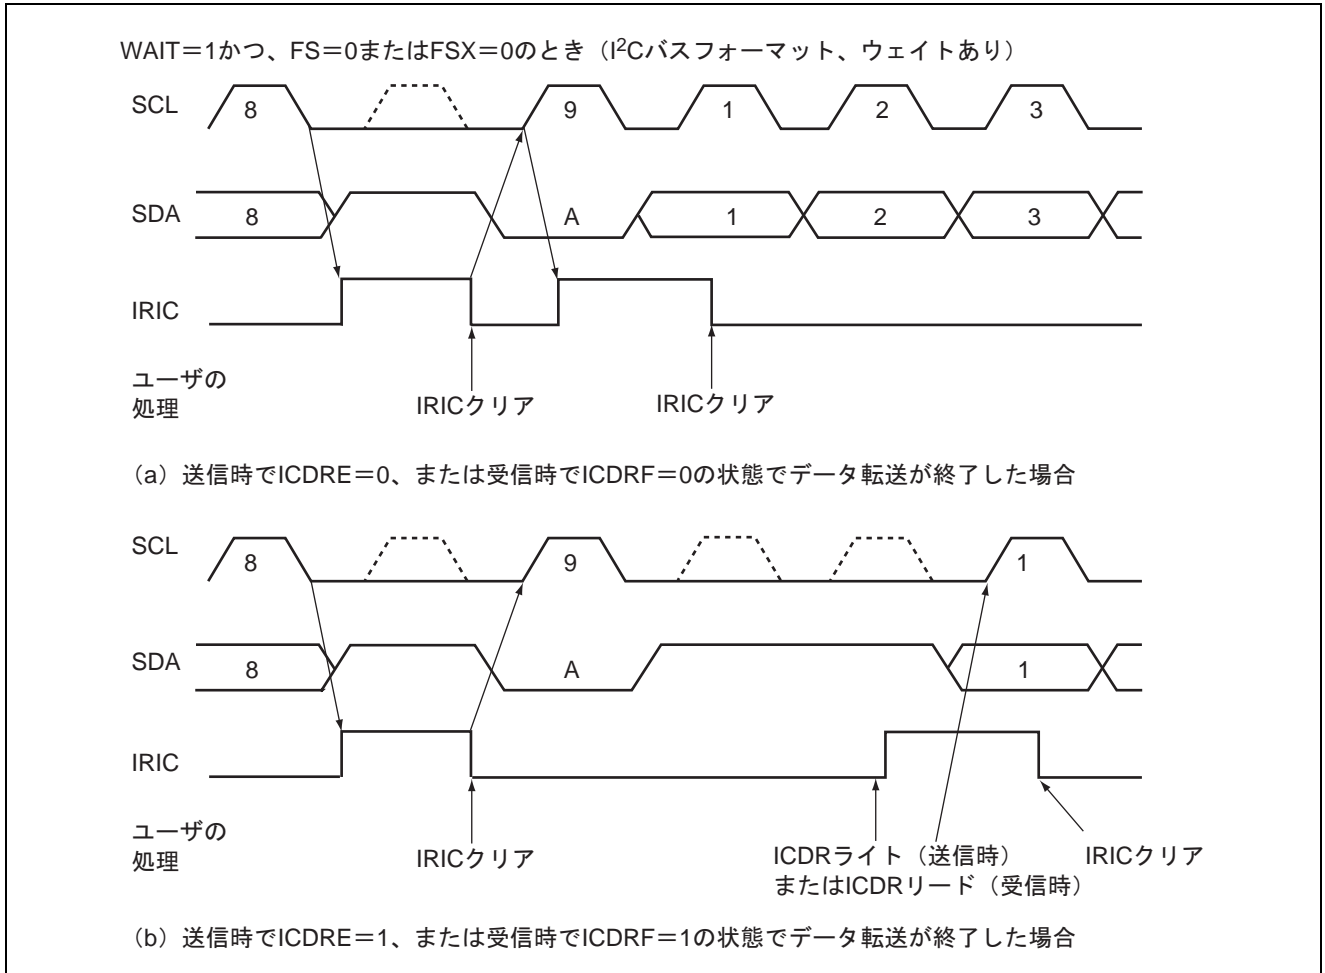 WAIT＝1かつ、FS＝0またはFSX＝0のとき（I²Cバスフォーマット、ウェイトあり）
SCL 8 9 1 2 3
SDA 8 A 1 2 3
IRIC
ユーザの
処理
IRICクリア IRICクリア
（a）送信時でICDRE＝0、または受信時でICDRF＝0の状態でデータ転送が終了した場合
SCL 8 9 1
SDA 8 A 1
IRIC
ユーザの
処理
IRICクリア
ICDRライト（送信時）
またはICDRリード（受信時）
IRICクリア
（b）送信時でICDRE＝1、または受信時でICDRF＝1の状態でデータ転送が終了した場合